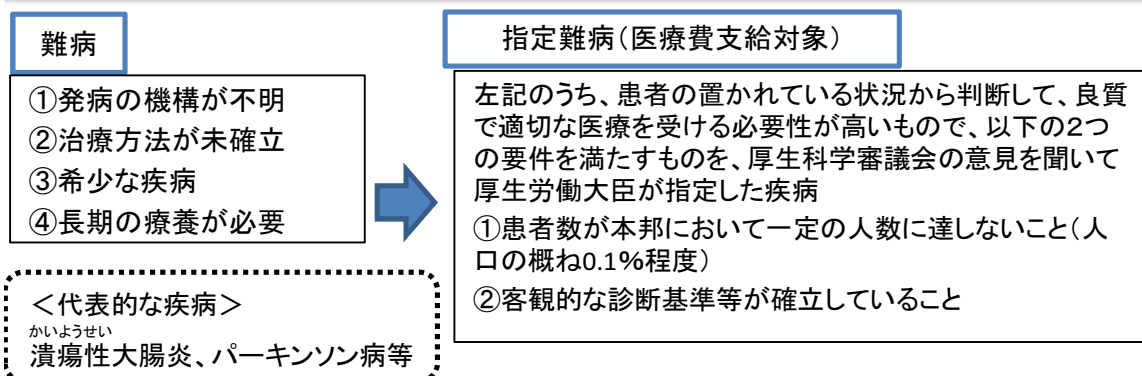 難病
①発病の機構が不明
②治療方法が未確立
③希少な疾病
④長期の療養が必要
＜代表的な疾病＞
かいようせい
潰瘍性大腸炎、パーキンソン病等
指定難病（医療費支給対象）
左記のうち、患者の置かれている状況から判断して、良質
で適切な医療を受ける必要性が高いもので、以下の２つ
の要件を満たすものを、厚生科学審議会の意見を聞いて
厚生労働大臣が指定した疾病
①患者数が本邦において一定の人数に達しないこと（人
口の概ね0.1％程度）
②客観的な診断基準等が確立していること